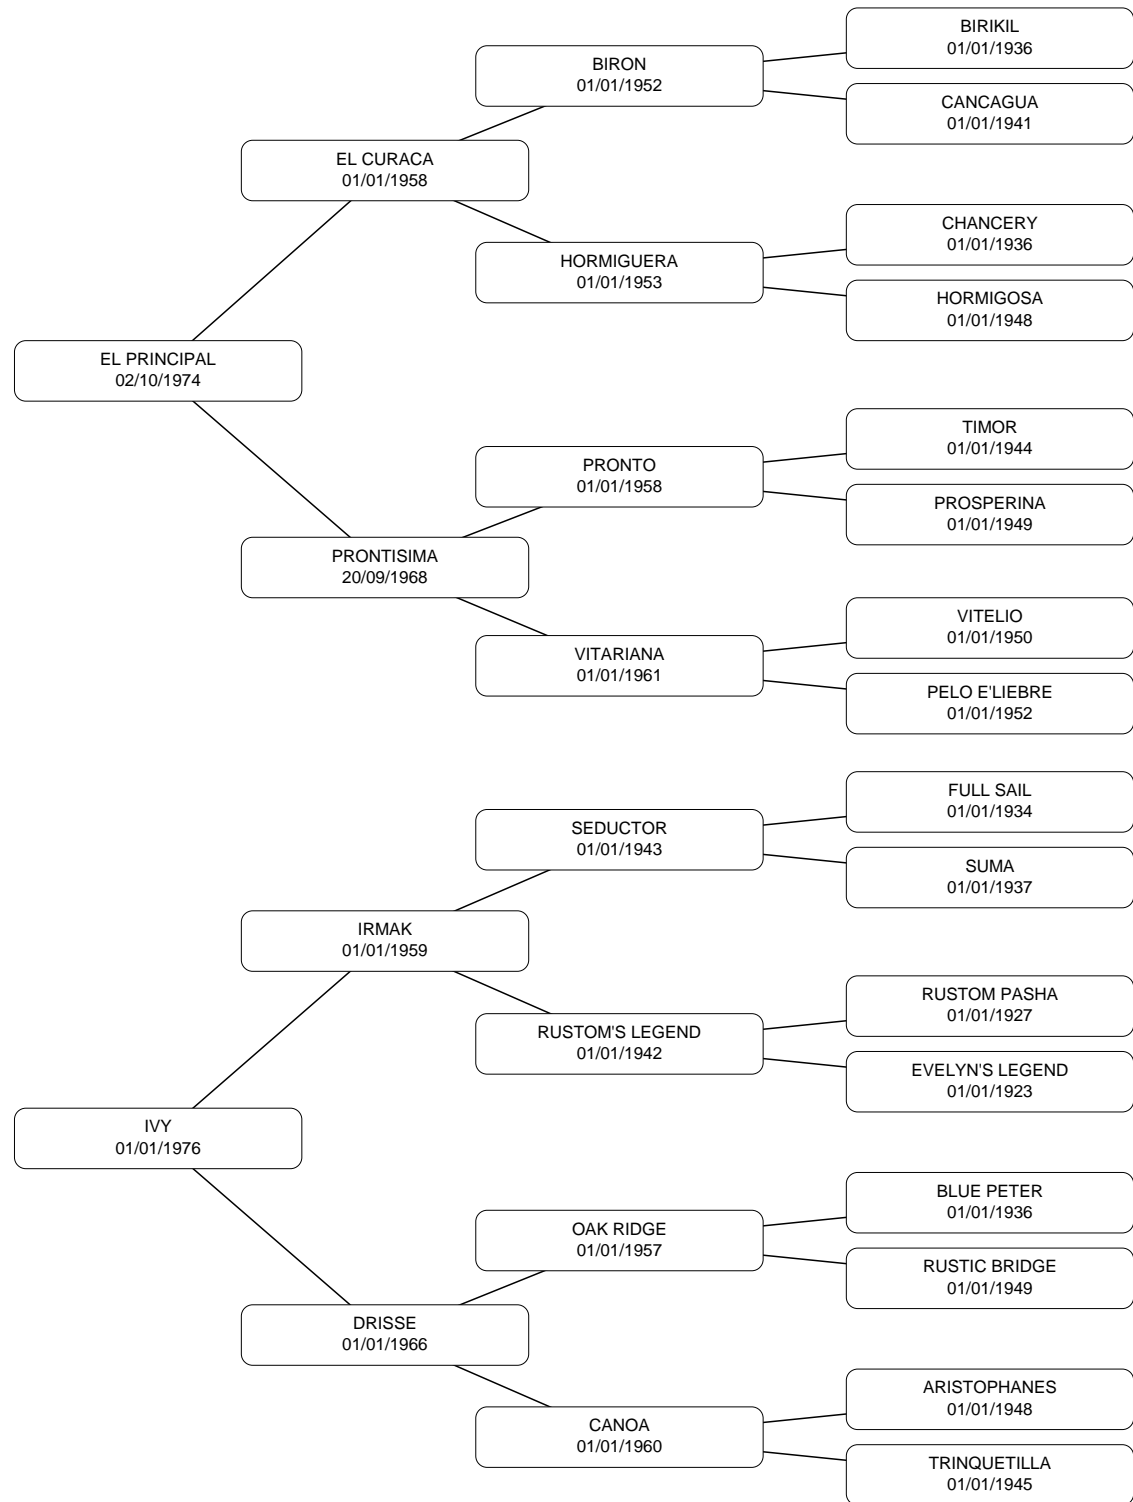 BIRIKIL
01/01/1936
BIRON
01/01/1952
CANCAGUA
01/01/1941
EL CURACA
01/01/1958
CHANCERY
01/01/1936
HORMIGUERA
01/01/1953
HORMIGOSA
01/01/1948
EL PRINCIPAL
02/10/1974
TIMOR
01/01/1944
PRONTO
01/01/1958
PROSPERINA
01/01/1949
PRONTISIMA
20/09/1968
VITELIO
01/01/1950
VITARIANA
01/01/1961
PELO E'LIEBRE
01/01/1952
FULL SAIL
01/01/1934
SEDUCTOR
01/01/1943
SUMA
01/01/1937
IRMAK
01/01/1959
RUSTOM PASHA
01/01/1927
RUSTOM'S LEGEND
01/01/1942
EVELYN'S LEGEND
01/01/1923
IVY
01/01/1976
BLUE PETER
01/01/1936
OAK RIDGE
01/01/1957
RUSTIC BRIDGE
01/01/1949
DRISSE
01/01/1966
ARISTOPHANES
01/01/1948
CANOA
01/01/1960
TRINQUETILLA
01/01/1945